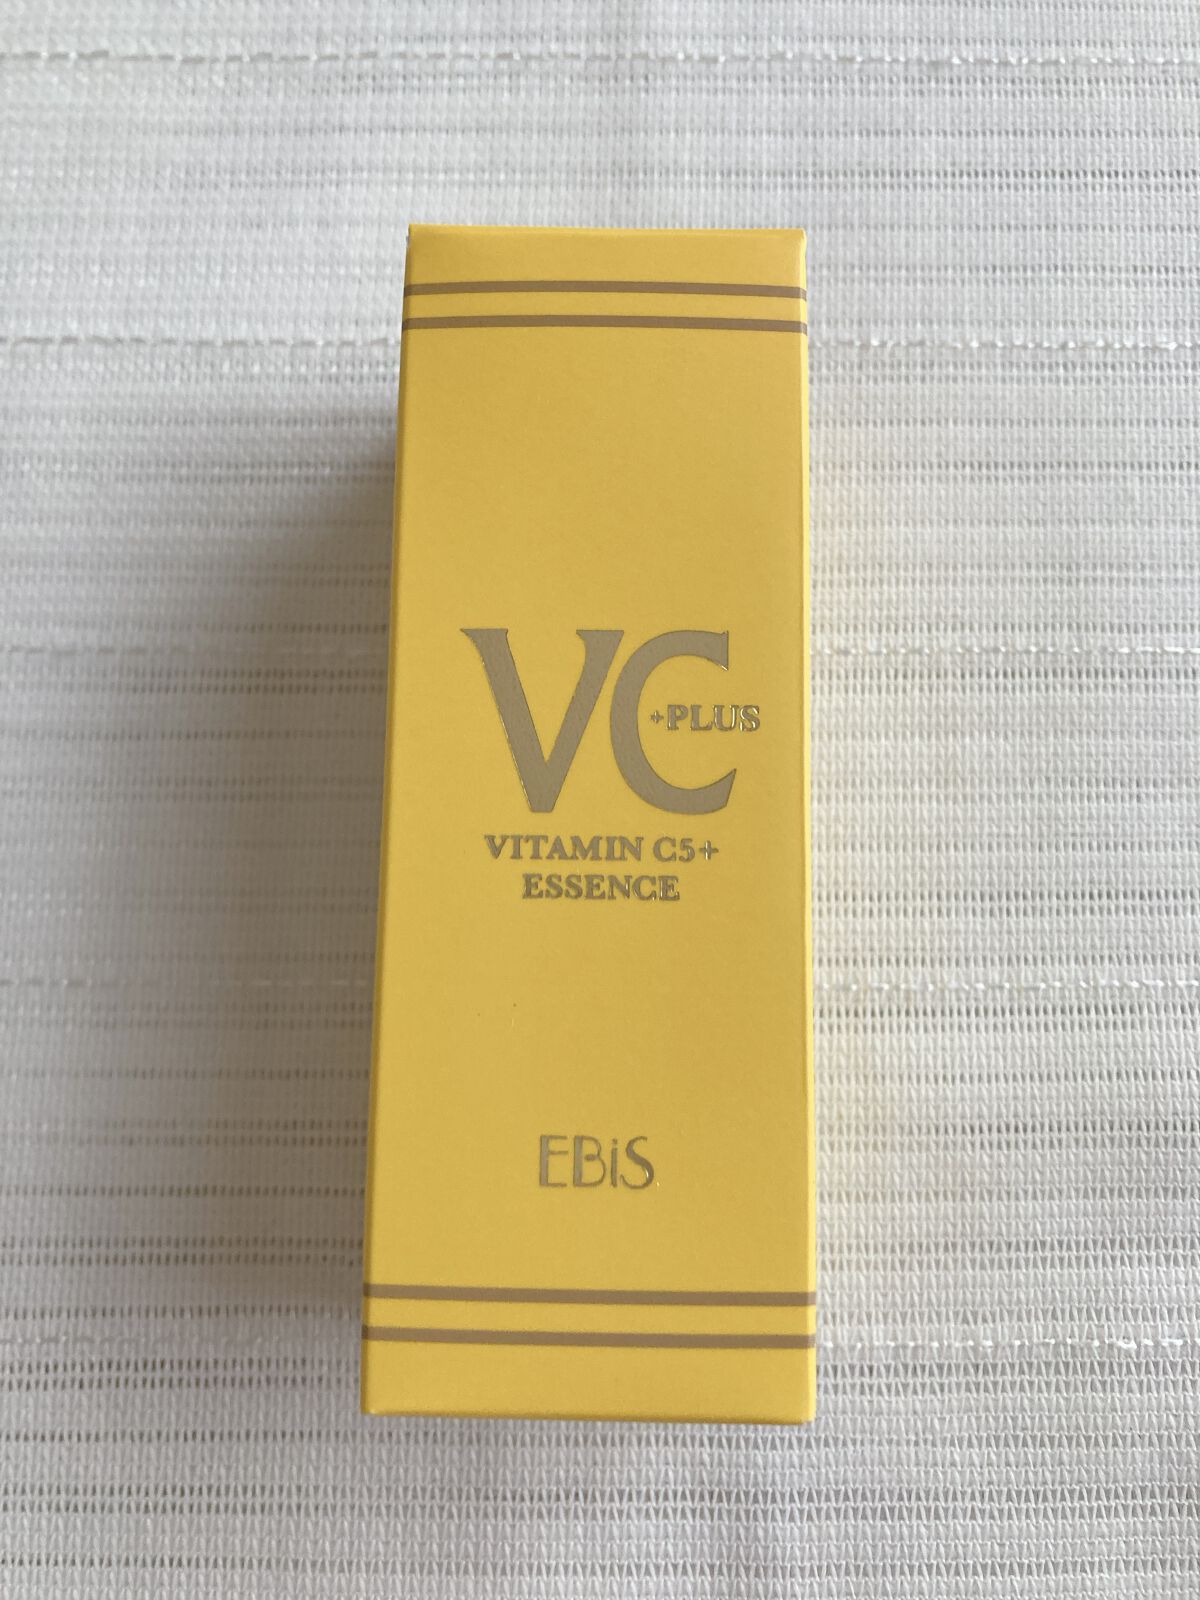 VC
+PLUS
VITAMIN C5+
ESSENCE
EBiS